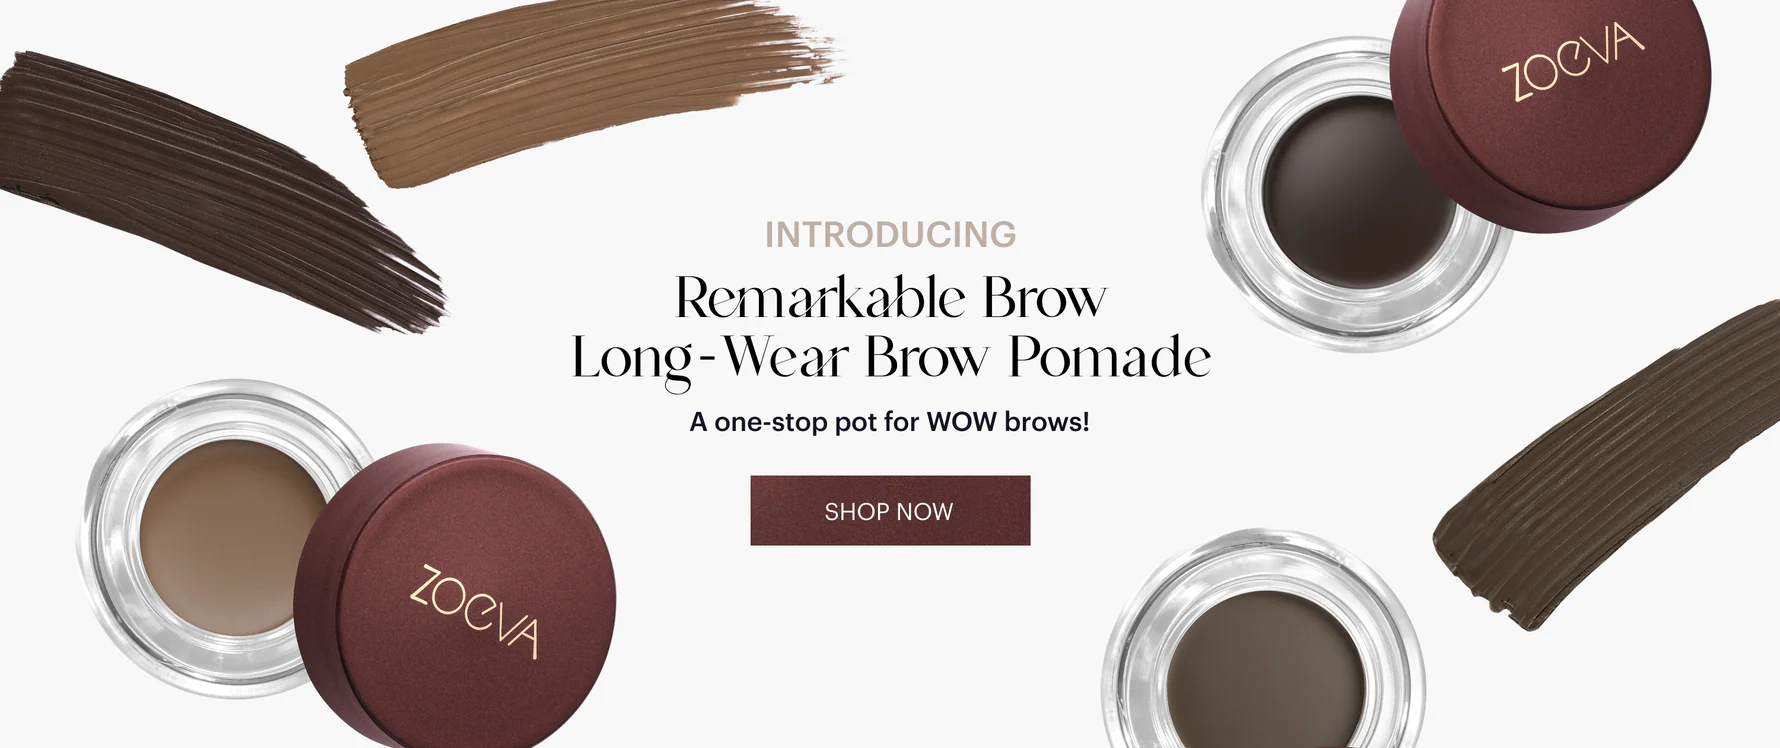 ZOEVA
INTRODUCING
Remarkable Brow
Long-Wear Brow Pomade
A one-stop pot for WOW brows!
SHOP NOW
ZOEVA